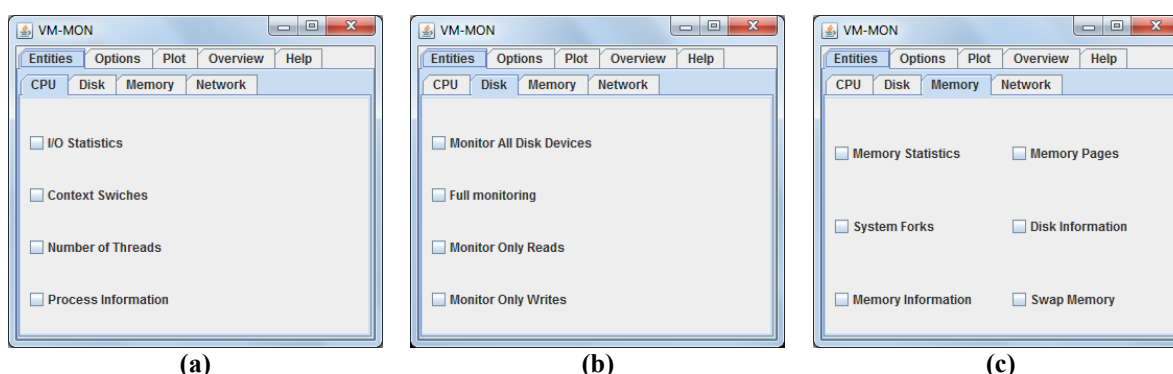 VM-MON
Entities Options Plot Overview Help
CPU Disk Memory Network
I/O Statistics
Context Swiches
Number of Threads
Process Information
(a)
VM-MON
Entities Options Plot Overview Help
CPU Disk Memory Network
Monitor All Disk Devices
Full monitoring
Monitor Only Reads
Monitor Only Writes
(b)
VM-MON
Entities Options Plot Overview Help
CPU Disk Memory Network
Memory Statistics Memory Pages
System Forks Disk Information
Memory Information Swap Memory
(c)